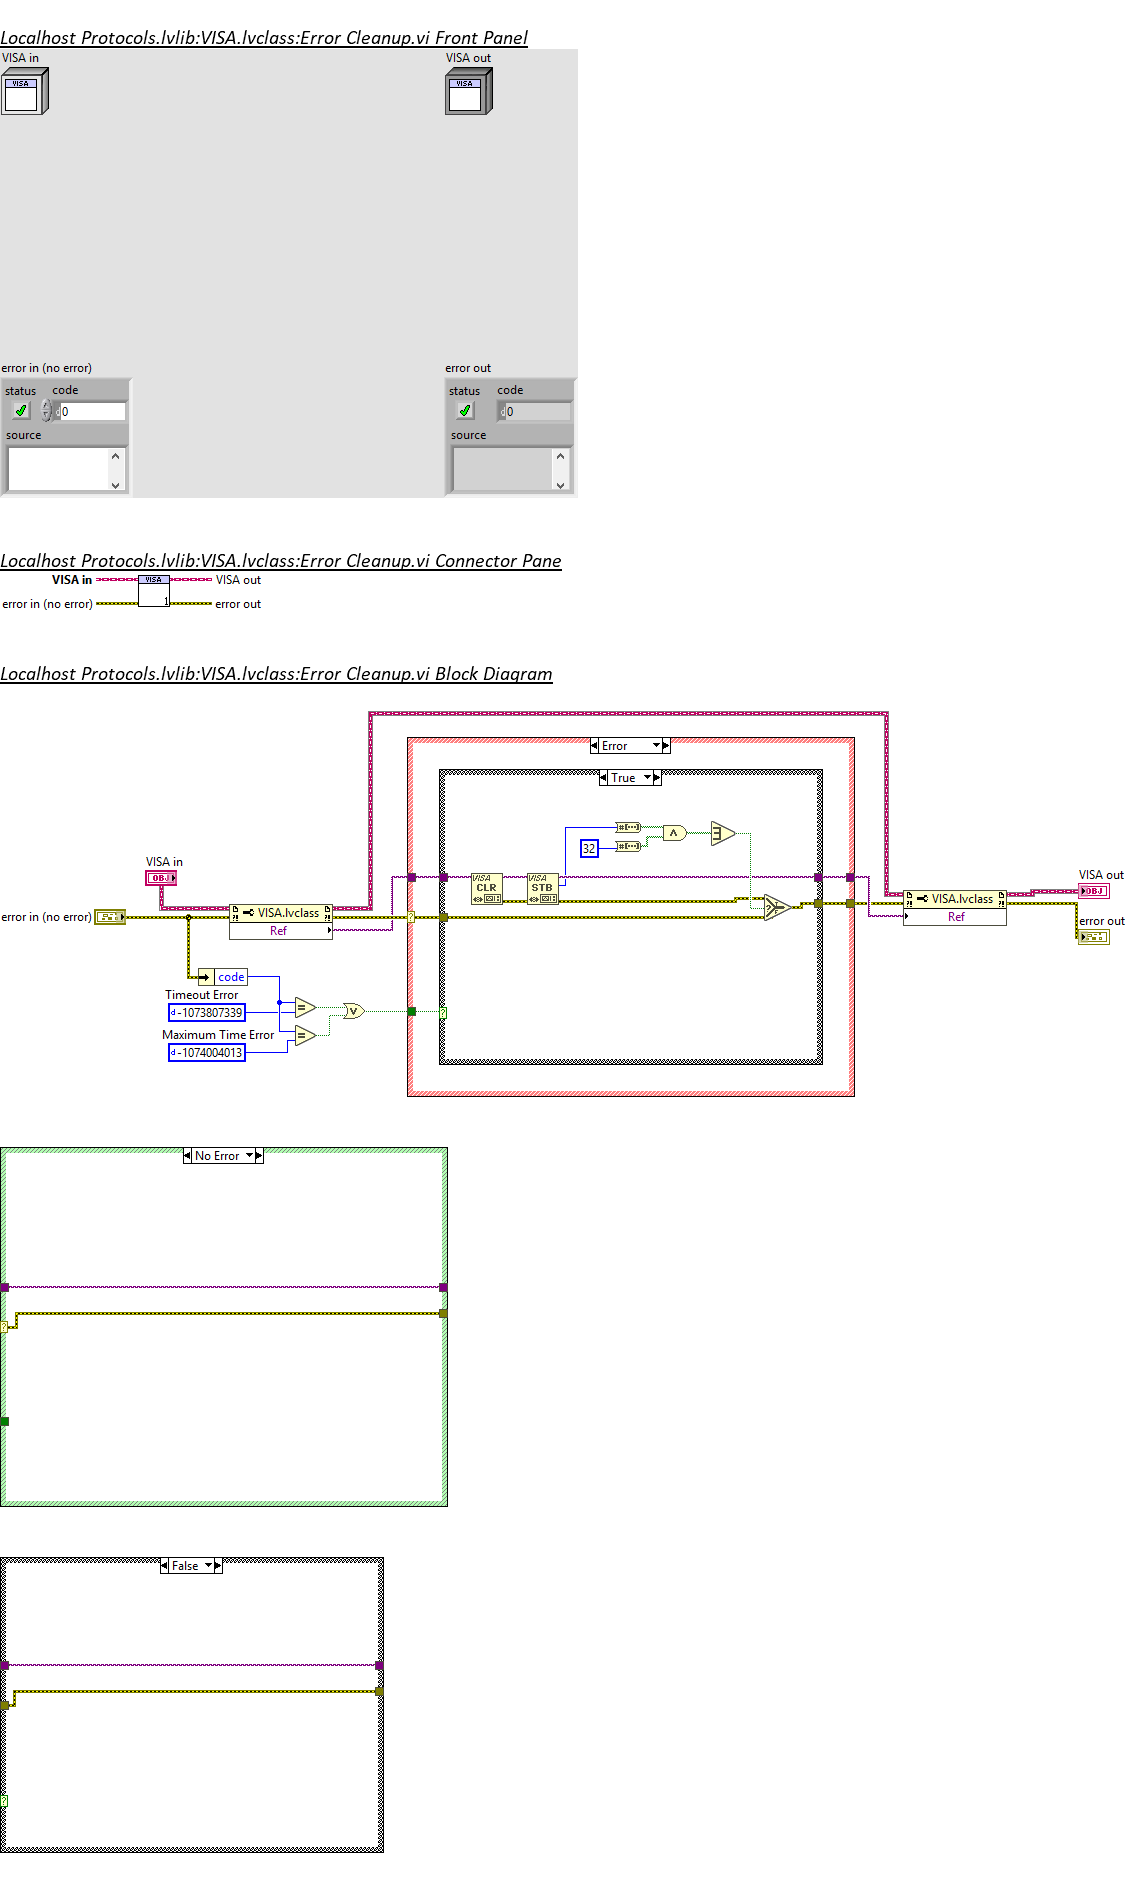 Localhost Protocols.lvlib:VISA.lvclass:Error Cleanup.vi Front Panel
VISA in
VISA out
VISA
VISA
error in (no error)
error out
status code
status code
d 0
d 0
source
source
Localhost Protocols.lvlib:VISA.lvclass:Error Cleanup.vi Connector Pane
VISA in
VISA
VISA out
error in (no error)
1
error out
Localhost Protocols.lvlib:VISA.lvclass:Error Cleanup.vi Block Diagram
Error
True
#[...]
32
#[...]
VISA in
OBJ
VISA
CLR
VISA
STB
VISA out
OBJ
error in (no error)
VISA.lvclass
Ref
?
VISA.lvclass
Ref
error out
code
Timeout Error
d -1073807339
=
V
?
Maximum Time Error
=
d -1074004013
No Error
?
False
?